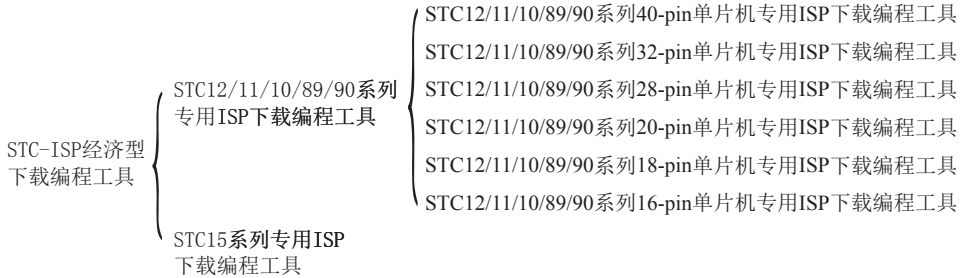 STC-ISP经济型
下载编程工具
STC12/11/10/89/90系列
专用ISP下载编程工具
STC12/11/10/89/90系列40-pin单片机专用ISP下载编程工具
STC12/11/10/89/90系列32-pin单片机专用ISP下载编程工具
STC12/11/10/89/90系列28-pin单片机专用ISP下载编程工具
STC12/11/10/89/90系列20-pin单片机专用ISP下载编程工具
STC12/11/10/89/90系列18-pin单片机专用ISP下载编程工具
STC12/11/10/89/90系列16-pin单片机专用ISP下载编程工具
STC15系列专用ISP
下载编程工具